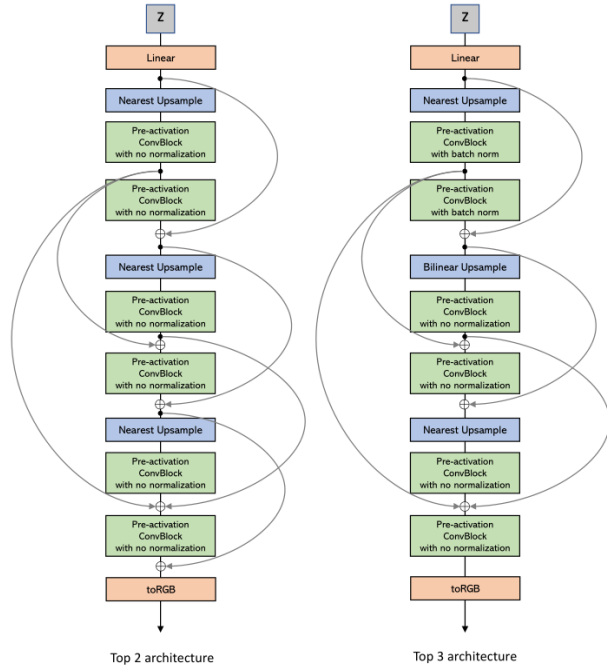 Z
Linear
Nearest Upsample
Pre-activation
ConvBlock
with no normalization
Pre-activation
ConvBlock
with no normalization
Nearest Upsample
Pre-activation
ConvBlock
with no normalization
Pre-activation
ConvBlock
with no normalization
Nearest Upsample
Pre-activation
ConvBlock
with no normalization
Pre-activation
ConvBlock
with no normalization
toRGB
Top 2 architecture
Z
Linear
Nearest Upsample
Pre-activation
ConvBlock
with batch norm
Pre-activation
ConvBlock
with batch norm
Bilinear Upsample
Pre-activation
ConvBlock
with no normalization
Pre-activation
ConvBlock
with no normalization
Nearest Upsample
Pre-activation
ConvBlock
with no normalization
Pre-activation
ConvBlock
with no normalization
toRGB
Top 3 architecture